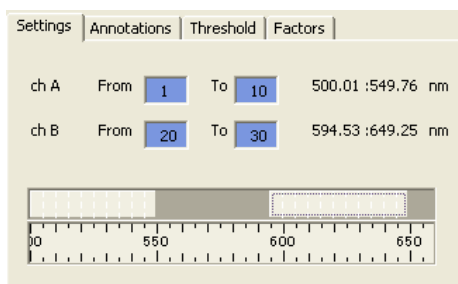 Settings Annotations Threshold Factors
ch A From 1 To 10 500.01 :549.76 nm
ch B From 20 To 30 594.53 :649.25 nm
00 550 600 650